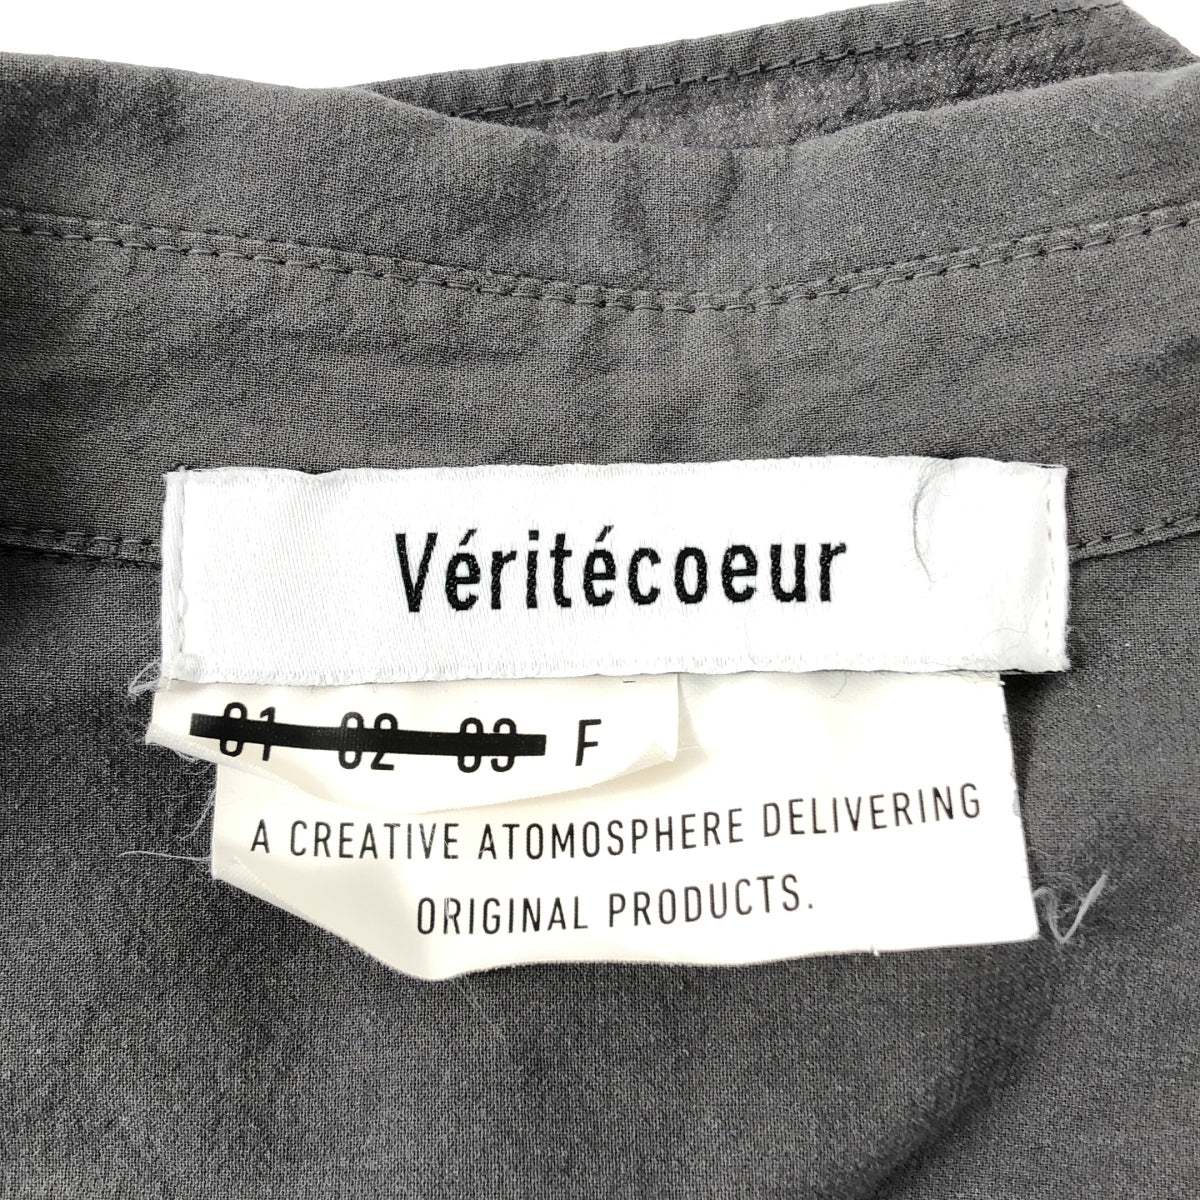 Véritécoeur
01 02 03 F
A CREATIVE ATOMOSPHERE DELIVERING
ORIGINAL PRODUCTS.